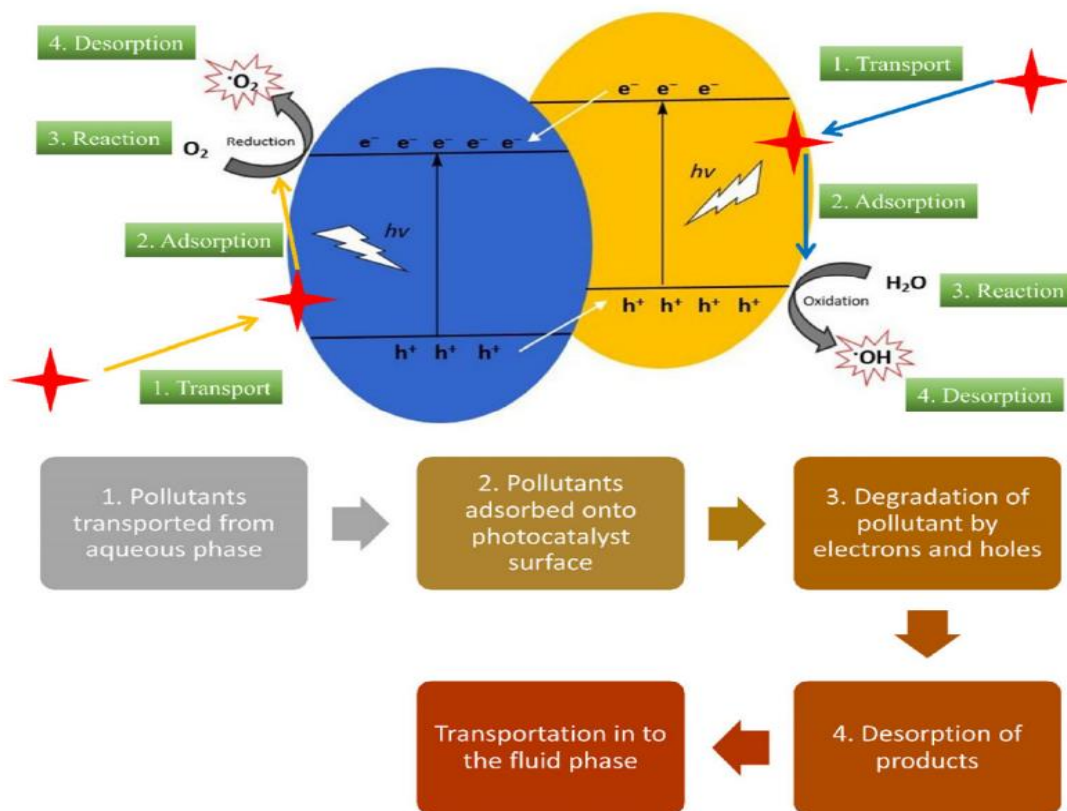 4. Desorption
·O₂
3. Reaction
O₂
Reduction
2. Adsorption
1. Transport
e⁻ e⁻ e⁻ e⁻ e⁻
hv
h⁺ h⁺ h⁺
e⁻ e⁻ e⁻
hv
h⁺ h⁺ h⁺ h⁺
1. Transport
2. Adsorption
Oxidation
H₂O
3. Reaction
·OH
4. Desorption
1. Pollutants
transported from
aqueous phase
2. Pollutants
adsorbed onto
photocatalyst
surface
3. Degradation of
pollutant by
electrons and holes
4. Desorption of
products
Transportation in to
the fluid phase